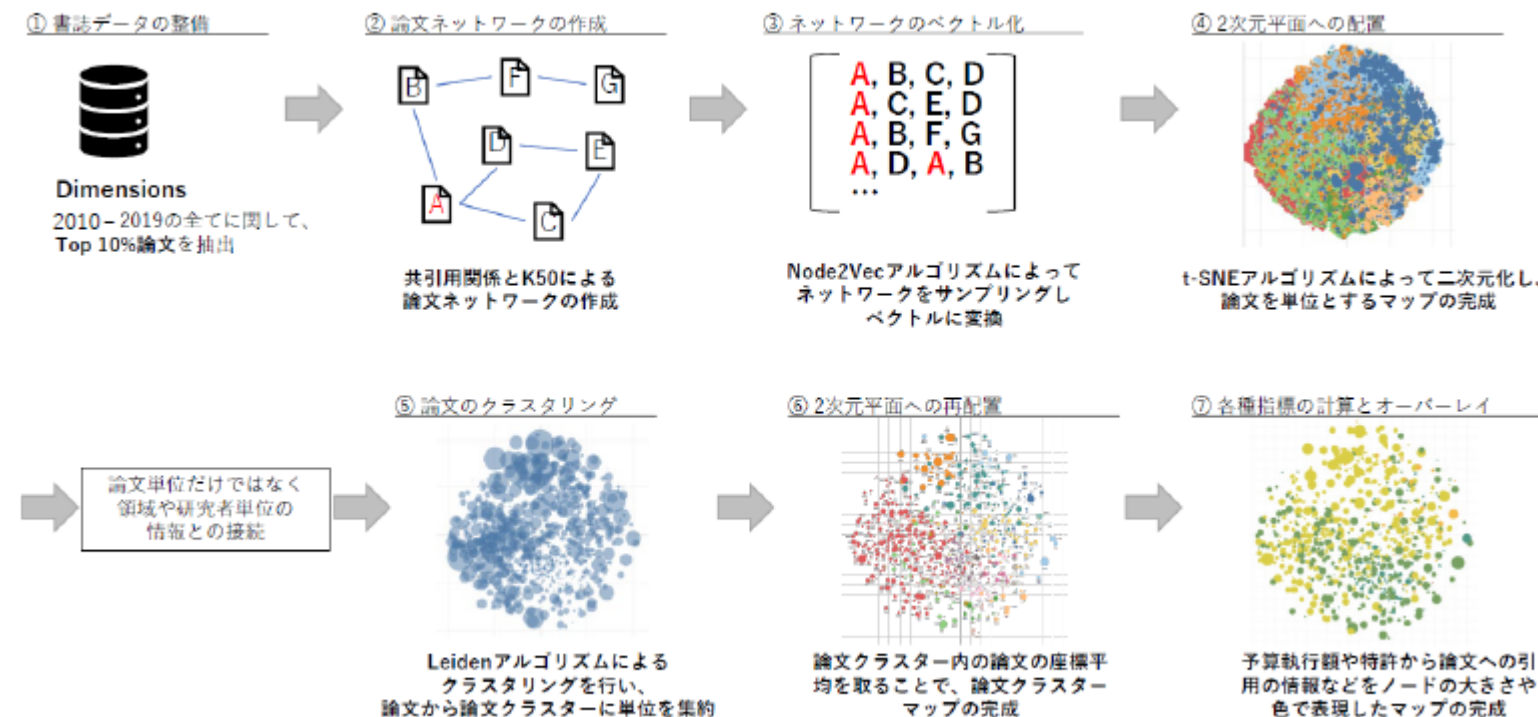 ① 書誌データの整備
Dimensions
2010 – 2019の全てに関して、
Top 10%論文を抽出
② 論文ネットワークの作成
B
F
G
D
E
A
C
共引用関係とK50による
論文ネットワークの作成
③ ネットワークのベクトル化
A, B, C, D
A, C, E, D
A, B, F, G
A, D, A, B
…
Node2Vecアルゴリズムによって
ネットワークをサンプリングし
ベクトルに変換
④ 2次元平面への配置
t-SNEアルゴリズムによって二次元化し、
論文を単位とするマップの完成
論文単位だけではなく
領域や研究者単位の
情報との接続
⑤ 論文のクラスタリング
Leidenアルゴリズムによる
クラスタリングを行い、
論文から論文クラスターに単位を集約
⑥ 2次元平面への再配置
論文クラスター内の論文の座標平
均を取ることで、論文クラスター
マップの完成
⑦ 各種指標の計算とオーバーレイ
予算執行額や特許から論文への引
用の情報などをノードの大きさや
色で表現したマップの完成